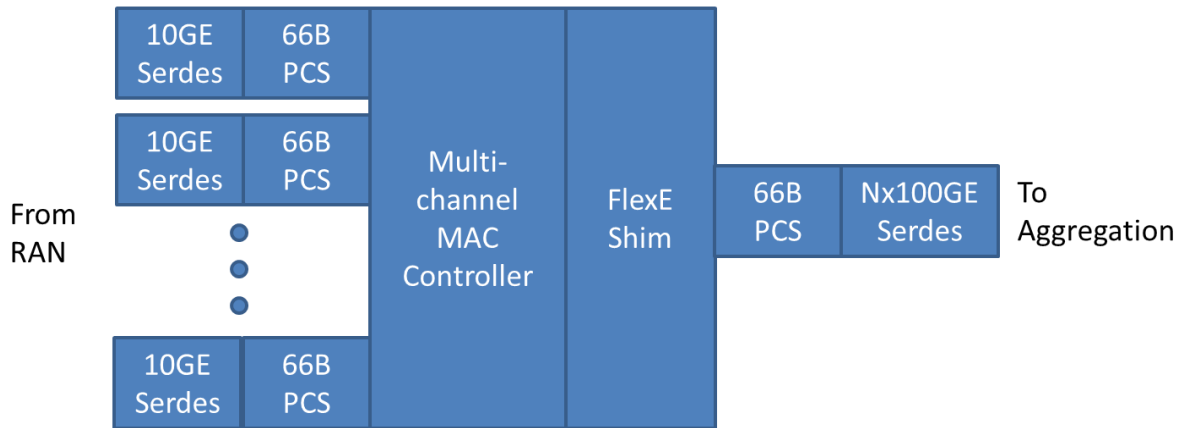 10GE
Serdes
66B
PCS
10GE
Serdes
66B
PCS
From
RAN
10GE
Serdes
66B
PCS
Multi-
channel
MAC
Controller
FlexE
Shim
66B
PCS
Nx100GE
Serdes
To
Aggregation